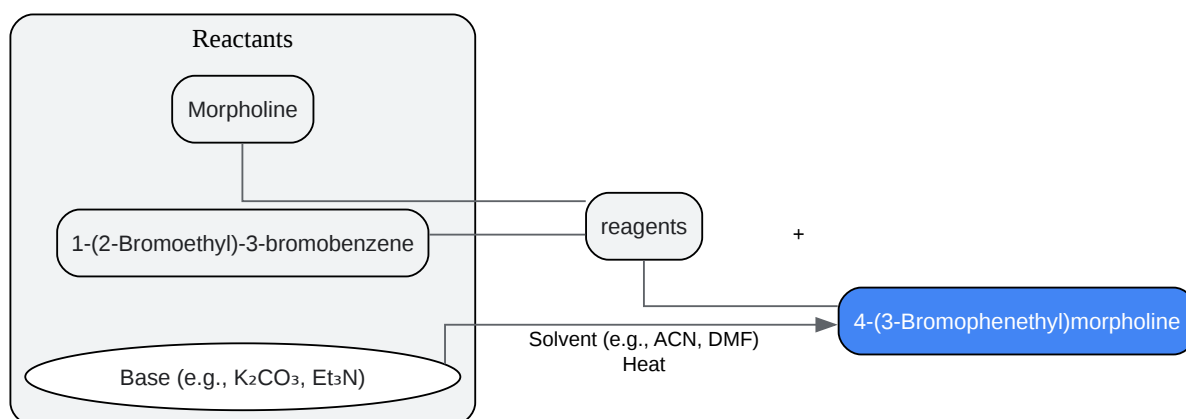 Reactants
Morpholine
1-(2-Bromoethyl)-3-bromobenzene
reagents
+
4-(3-Bromophenethyl)morpholine
Solvent (e.g., ACN, DMF)
Heat
Base (e.g., K₂CO₃, Et₃N)